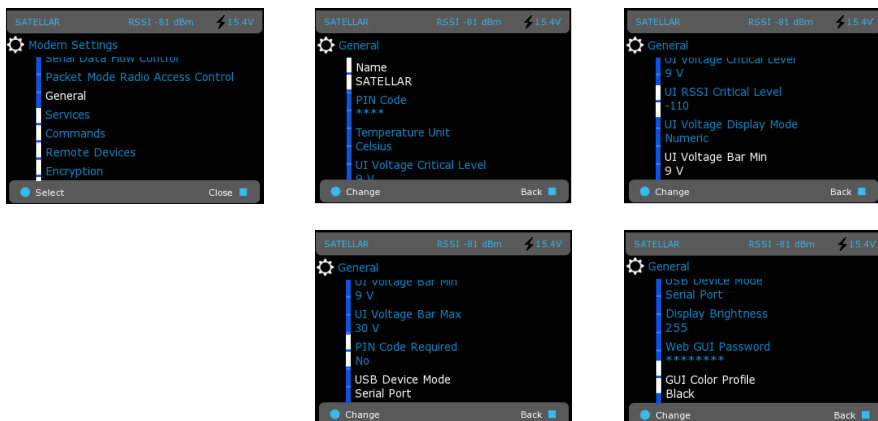 SATELLAR RSSI -81 dBm 15.4V
Modem Settings
Serial Data Flow Control
Packet Mode Radio Access Control
General
Services
Commands
Remote Devices
Encryption
Select Close
SATELLAR RSSI -81 dBm 15.4V
General
Name
SATELLAR
PIN Code
****
Temperature Unit
Celsius
UI Voltage Critical Level
9 V
Change Back
SATELLAR RSSI -81 dBm 15.4V
General
UI Voltage Critical Level
9 V
UI RSSI Critical Level
-110
UI Voltage Display Mode
Numeric
UI Voltage Bar Min
9 V
Change Back
SATELLAR RSSI -81 dBm 15.4V
General
UI Voltage Bar Min
9 V
UI Voltage Bar Max
30 V
PIN Code Required
No
USB Device Mode
Serial Port
Change Back
SATELLAR RSSI -81 dBm 15.4V
General
USB Device Mode
Serial Port
Display Brightness
255
Web GUI Password
********
GUI Color Profile
Black
Change Back